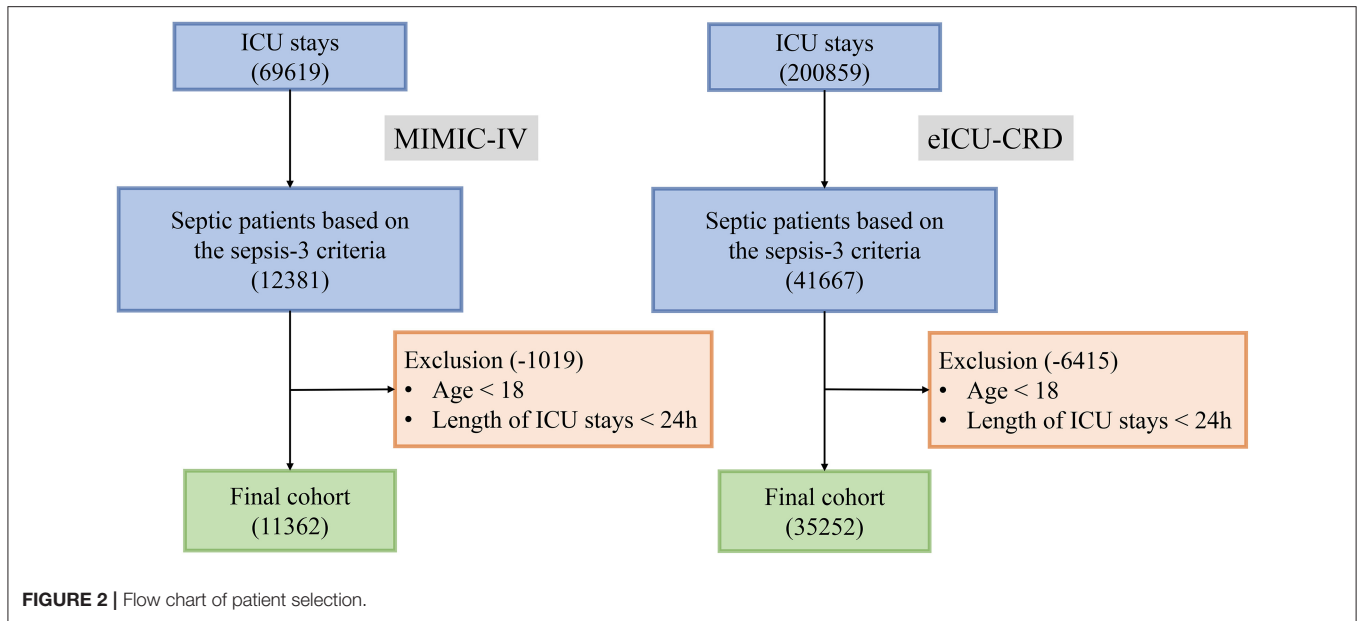 ICU stays
(69619)
MIMIC-IV
Septic patients based on
the sepsis-3 criteria
(12381)
Exclusion (-1019)
• Age < 18
• Length of ICU stays < 24h
Final cohort
(11362)
ICU stays
(200859)
eICU-CRD
Septic patients based on
the sepsis-3 criteria
(41667)
Exclusion (-6415)
• Age < 18
• Length of ICU stays < 24h
Final cohort
(35252)
FIGURE 2 | Flow chart of patient selection.